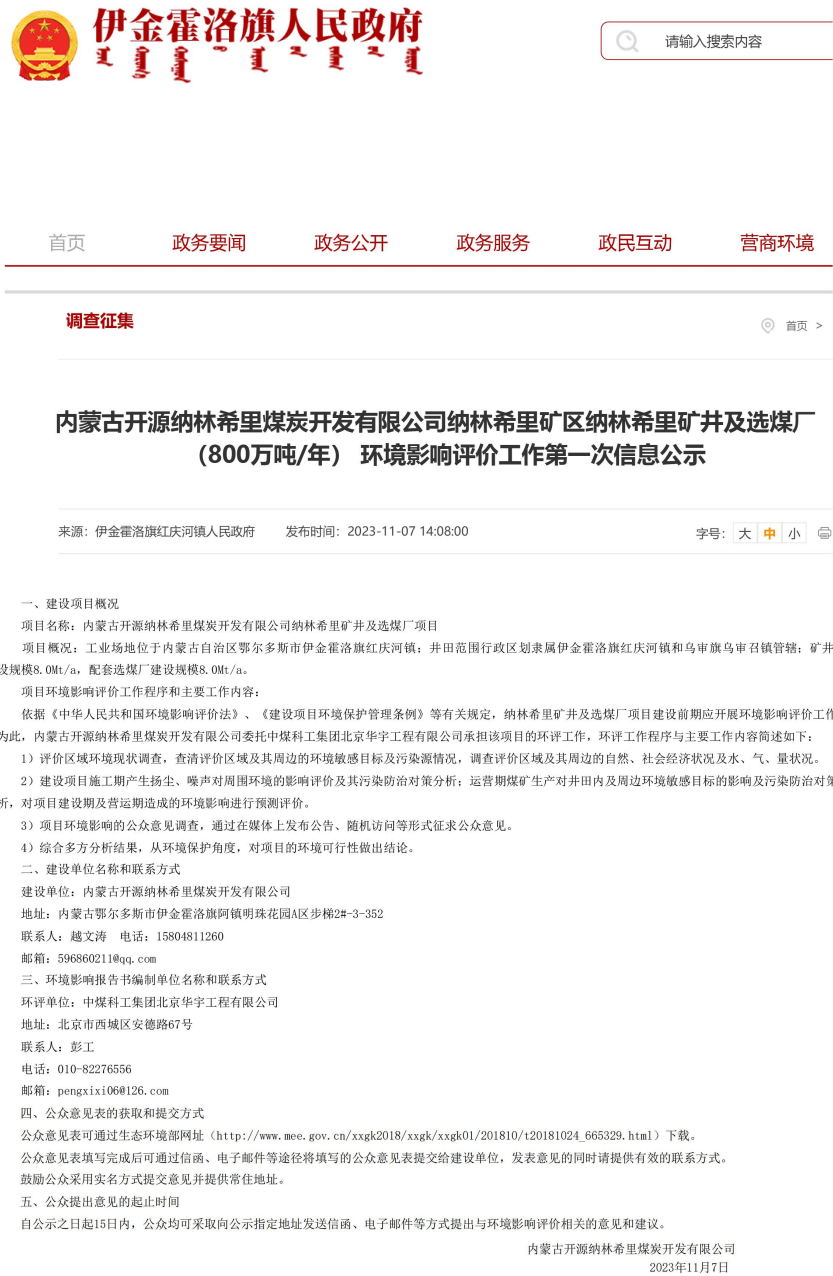 伊金霍洛旗人民政府
请输入搜索内容
首页 政务要闻 政务公开 政务服务 政民互动 营商环境
调查征集
首页 >
内蒙古开源纳林希里煤炭开发有限公司纳林希里矿区纳林希里矿井及选煤厂
（800万吨/年） 环境影响评价工作第一次信息公示
来源：伊金霍洛旗红庆河镇人民政府 发布时间：2023-11-07 14:08:00
字号：大 中 小
一、建设项目概况
项目名称：内蒙古开源纳林希里煤炭开发有限公司纳林希里矿井及选煤厂项目
项目概况：工业场地位于内蒙古自治区鄂尔多斯市伊金霍洛旗红庆河镇；井田范围行政区划隶属伊金霍洛旗红庆河镇和乌审旗乌审召镇管辖；矿井
设规模8.0Mt/a，配套选煤厂建设规模8.0Mt/a。
项目环境影响评价工作程序和主要工作内容：
依据《中华人民共和国环境影响评价法》、《建设项目环境保护管理条例》等有关规定，纳林希里矿井及选煤厂项目建设前期应开展环境影响评价工作
为此，内蒙古开源纳林希里煤炭开发有限公司委托中煤科工集团北京华宇工程有限公司承担该项目的环评工作，环评工作程序与主要工作内容简述如下：
1）评价区域环境现状调查，查清评价区域及其周边的环境敏感目标及污染源情况，调查评价区域及其周边的自然、社会经济状况及水、气、量状况。
2）建设项目施工期产生扬尘、噪声对周围环境的影响评价及其污染防治对策分析；运营期煤矿生产对井田内及周边环境敏感目标的影响及污染防治对策
析，对项目建设期及营运期造成的环境影响进行预测评价。
3）项目环境影响的公众意见调查，通过在媒体上发布公告、随机访问等形式征求公众意见。
4）综合多方分析结果，从环境保护角度，对项目的环境可行性做出结论。
二、建设单位名称和联系方式
建设单位：内蒙古开源纳林希里煤炭开发有限公司
地址：内蒙古鄂尔多斯市伊金霍洛旗阿镇明珠花园A区步梯2#-3-352
联系人：越文涛 电话：15804811260
邮箱：596860211@qq.com
三、环境影响报告书编制单位名称和联系方式
环评单位：中煤科工集团北京华宇工程有限公司
地址：北京市西城区安德路67号
联系人：彭工
电话：010-82276556
邮箱：pengxixi06@126.com
四、公众意见表的获取和提交方式
公众意见表可通过生态环境部网址（http://www.mee.gov.cn/xxgk2018/xxgk/xxgk01/201810/t20181024_665329.html）下载。
公众意见表填写完成后可通过信函、电子邮件等途径将填写的公众意见表提交给建设单位，发表意见的同时请提供有效的联系方式。
鼓励公众采用实名方式提交意见并提供常住地址。
五、公众提出意见的起止时间
自公示之日起15日内，公众均可采取向公示指定地址发送信函、电子邮件等方式提出与环境影响评价相关的意见和建议。
内蒙古开源纳林希里煤炭开发有限公司
2023年11月7日